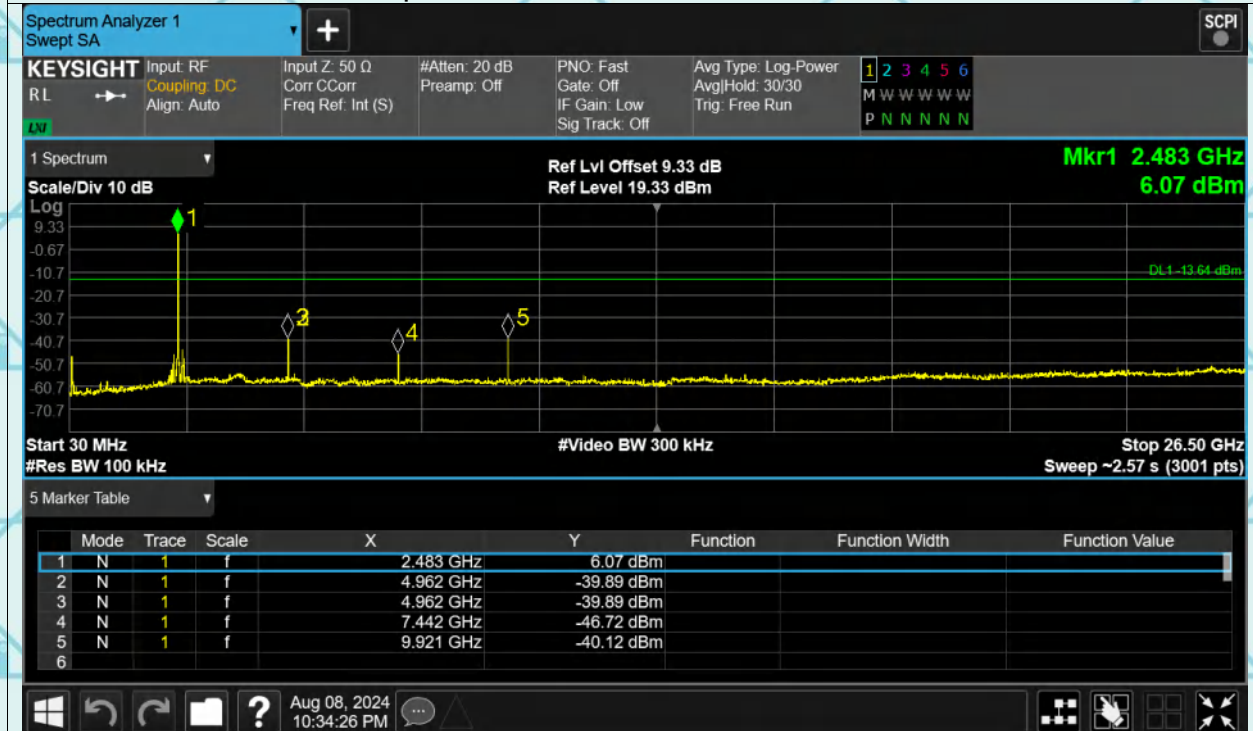 Spectrum Analyzer 1
Swept SA
+
SCPI
KEYSIGHT
RL
LXI
Input: RF
Coupling: DC
Align: Auto
Input Z: 50 Ω
Corr CCorr
Freq Ref: Int (S)
#Atten: 20 dB
Preamp: Off
PNO: Fast
Gate: Off
IF Gain: Low
Sig Track: Off
Avg Type: Log-Power
Avg|Hold: 30/30
Trig: Free Run
1 2 3 4 5 6
M W W W W W
P N N N N N
1 Spectrum
Scale/Div 10 dB
Ref Lvl Offset 9.33 dB
Ref Level 19.33 dBm
Mkr1 2.483 GHz
6.07 dBm
Log
9.33
-0.67
-10.7
-20.7
-30.7
-40.7
-50.7
-60.7
-70.7
1
3
4
5
DL1 -13.64 dBm
Start 30 MHz
#Res BW 100 kHz
#Video BW 300 kHz
Stop 26.50 GHz
Sweep ~2.57 s (3001 pts)
5 Marker Table
Mode Trace Scale X Y Function Function Width Function Value
1 N 1 f 2.483 GHz 6.07 dBm
2 N 1 f 4.962 GHz -39.89 dBm
3 N 1 f 4.962 GHz -39.89 dBm
4 N 1 f 7.442 GHz -46.72 dBm
5 N 1 f 9.921 GHz -40.12 dBm
6
?
Aug 08, 2024
10:34:26 PM